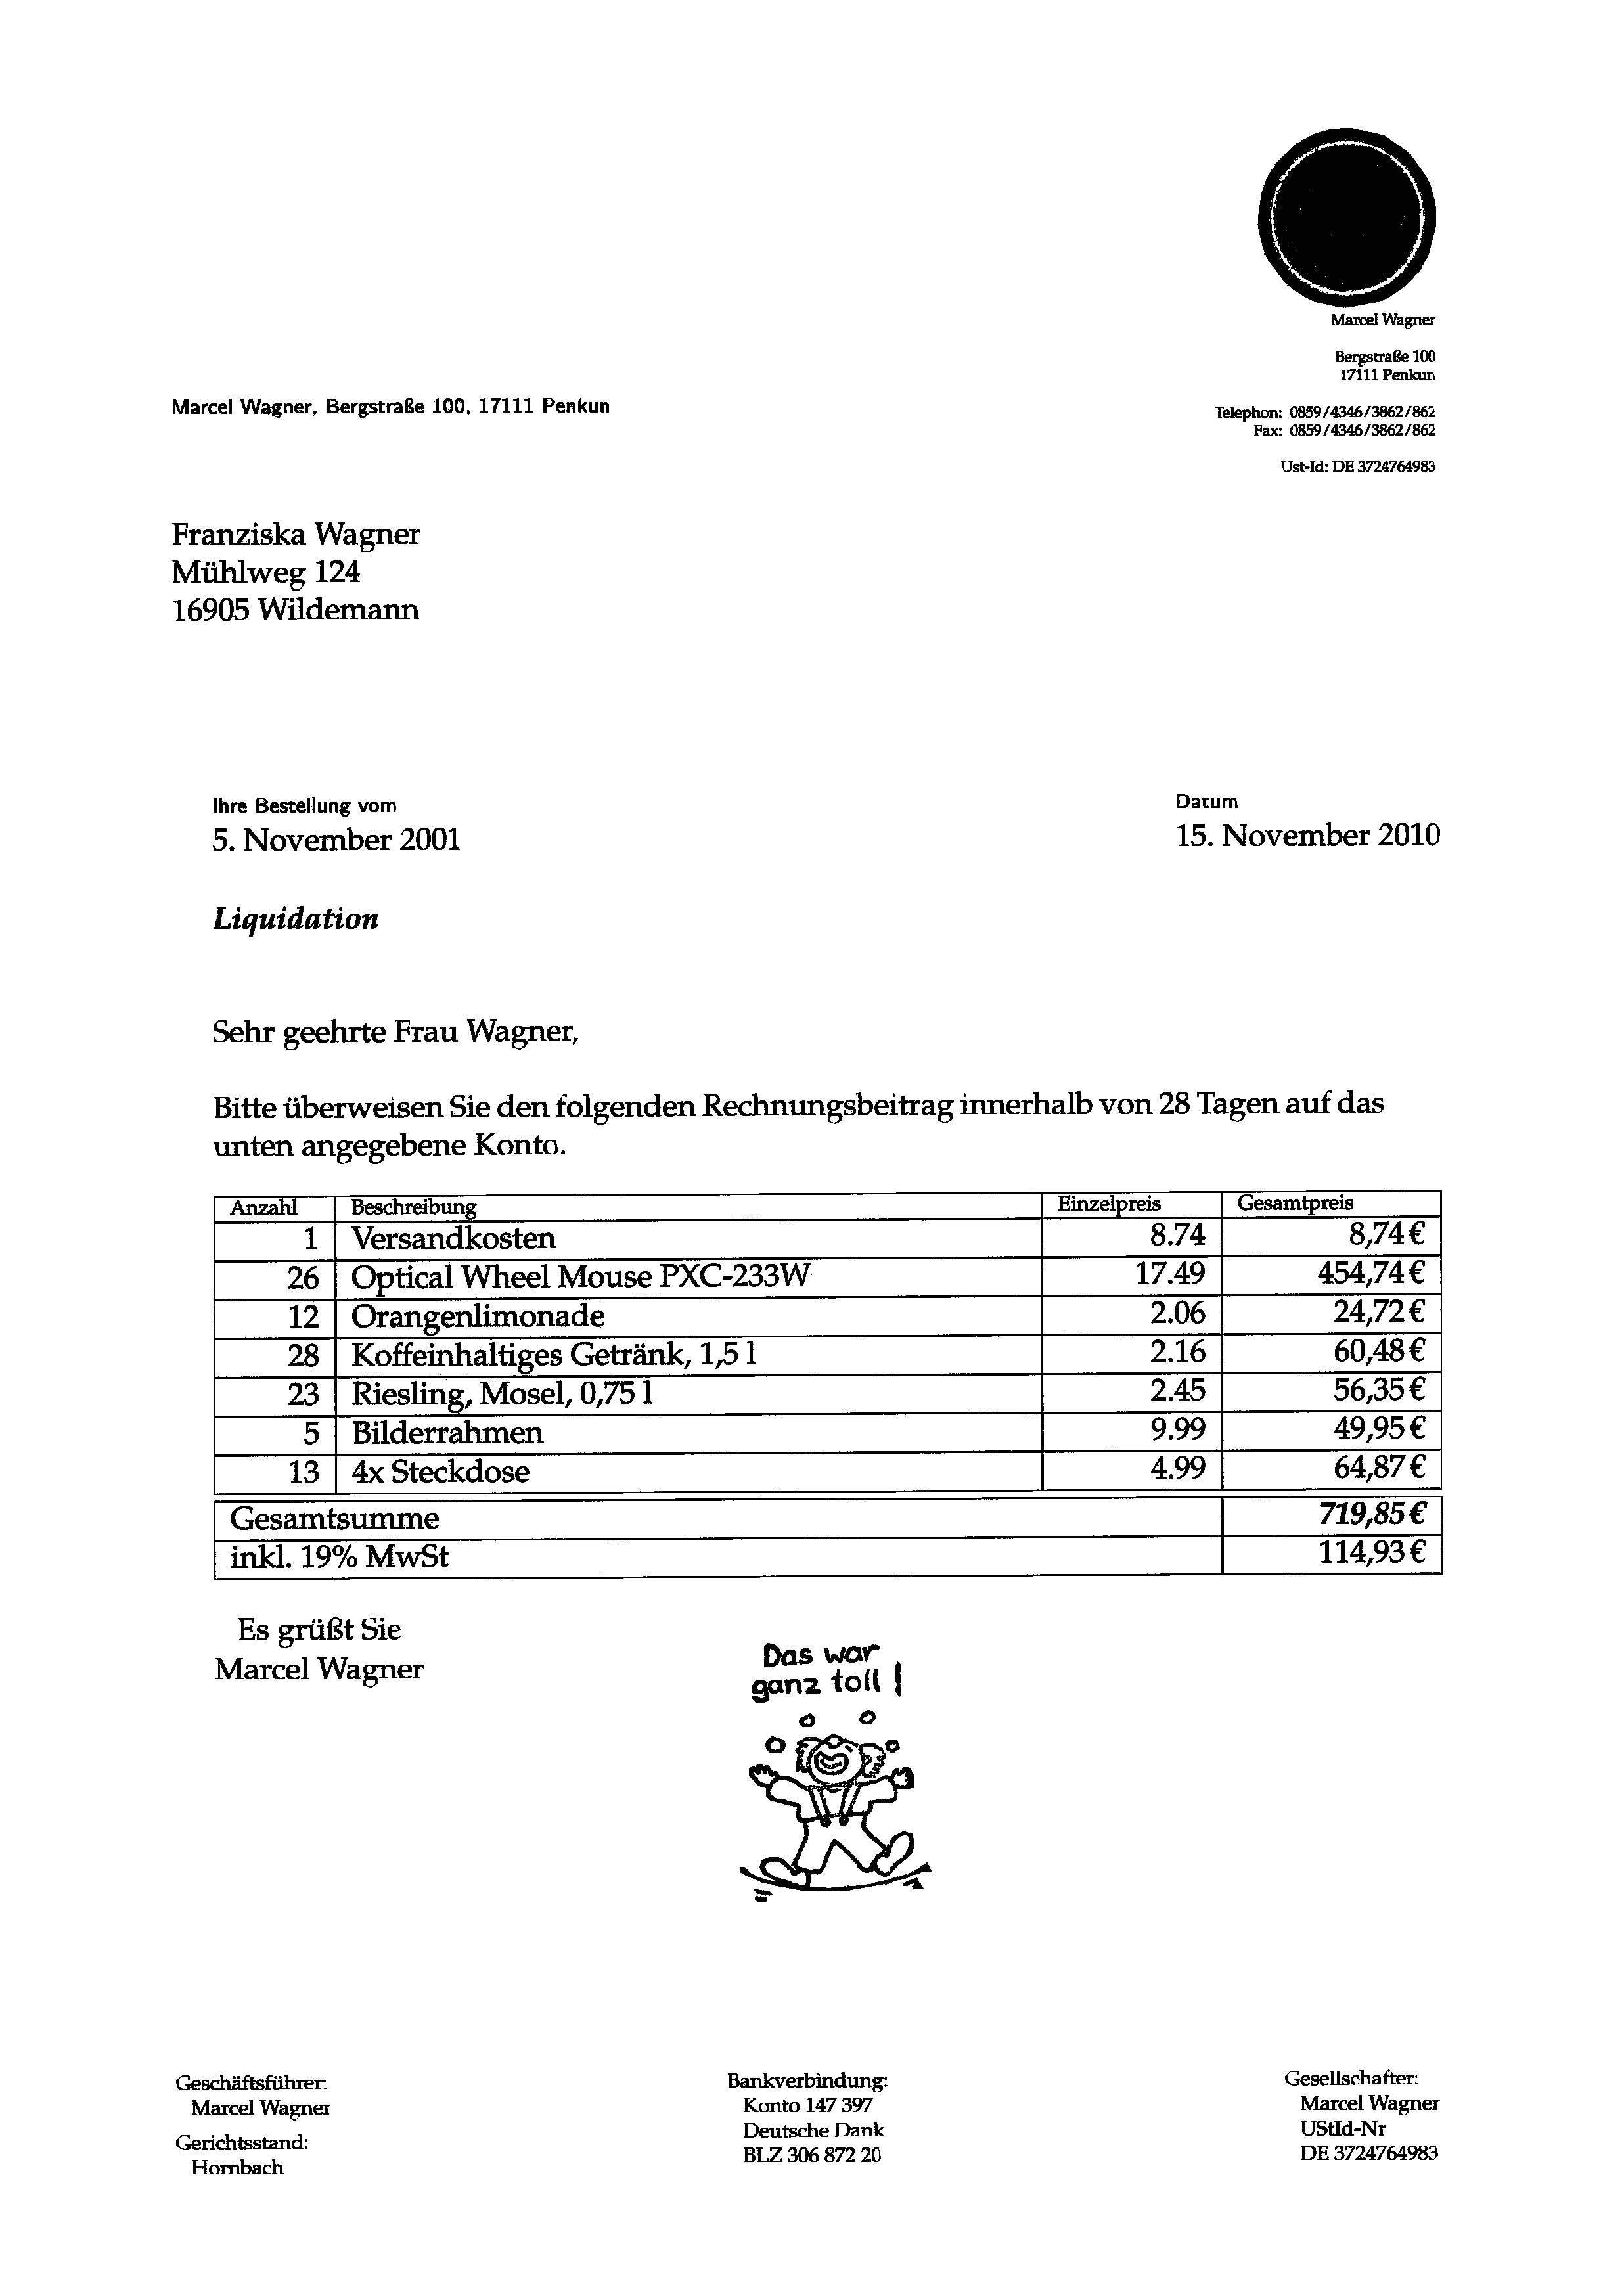 Marcel Wagner
Bergstraße 100
17111 Penkun
Marcel Wagner, Bergstraße 100, 17111 Penkun
Telephon: 0859/4346/3862/862
Fax: 0859/4346/3862/862
Ust-Id: DE 3724764983
Franziska Wagner
Mühlweg 124
16905 Wildemann
Ihre Bestellung vom Datum
5. November 2001 15. November 2010
Liquidation
Sehr geehrte Frau Wagner,
Bitte überweisen Sie den folgenden Rechnungsbeitrag innerhalb von 28 Tagen auf das
unten angegebene Konto.
Anzahl Beschreibung Einzelpreis Gesamtpreis
1 Versandkosten 8.74 8,74 €
26 Optical Wheel Mouse PXC-233W 17.49 454,74 €
12 Orangenlimonade 2.06 24,72 €
28 Koffeinhaltiges Getränk, 1,5 l 2.16 60,48 €
23 Riesling, Mosel, 0,75 l 2.45 56,35 €
5 Bilderrahmen 9.99 49,95 €
13 4x Steckdose 4.99 64,87 €
Gesamtsumme 719,85 €
inkl. 19% MwSt 114,93 €
Es grüßt Sie
Marcel Wagner
Das war
ganz toll !
Geschäftsführer:
Marcel Wagner
Gerichtsstand:
Hornbach
Bankverbindung:
Konto 147 397
Deutsche Dank
BLZ 306 872 20
Gesellschafter:
Marcel Wagner
UStId-Nr
DE 3724764983